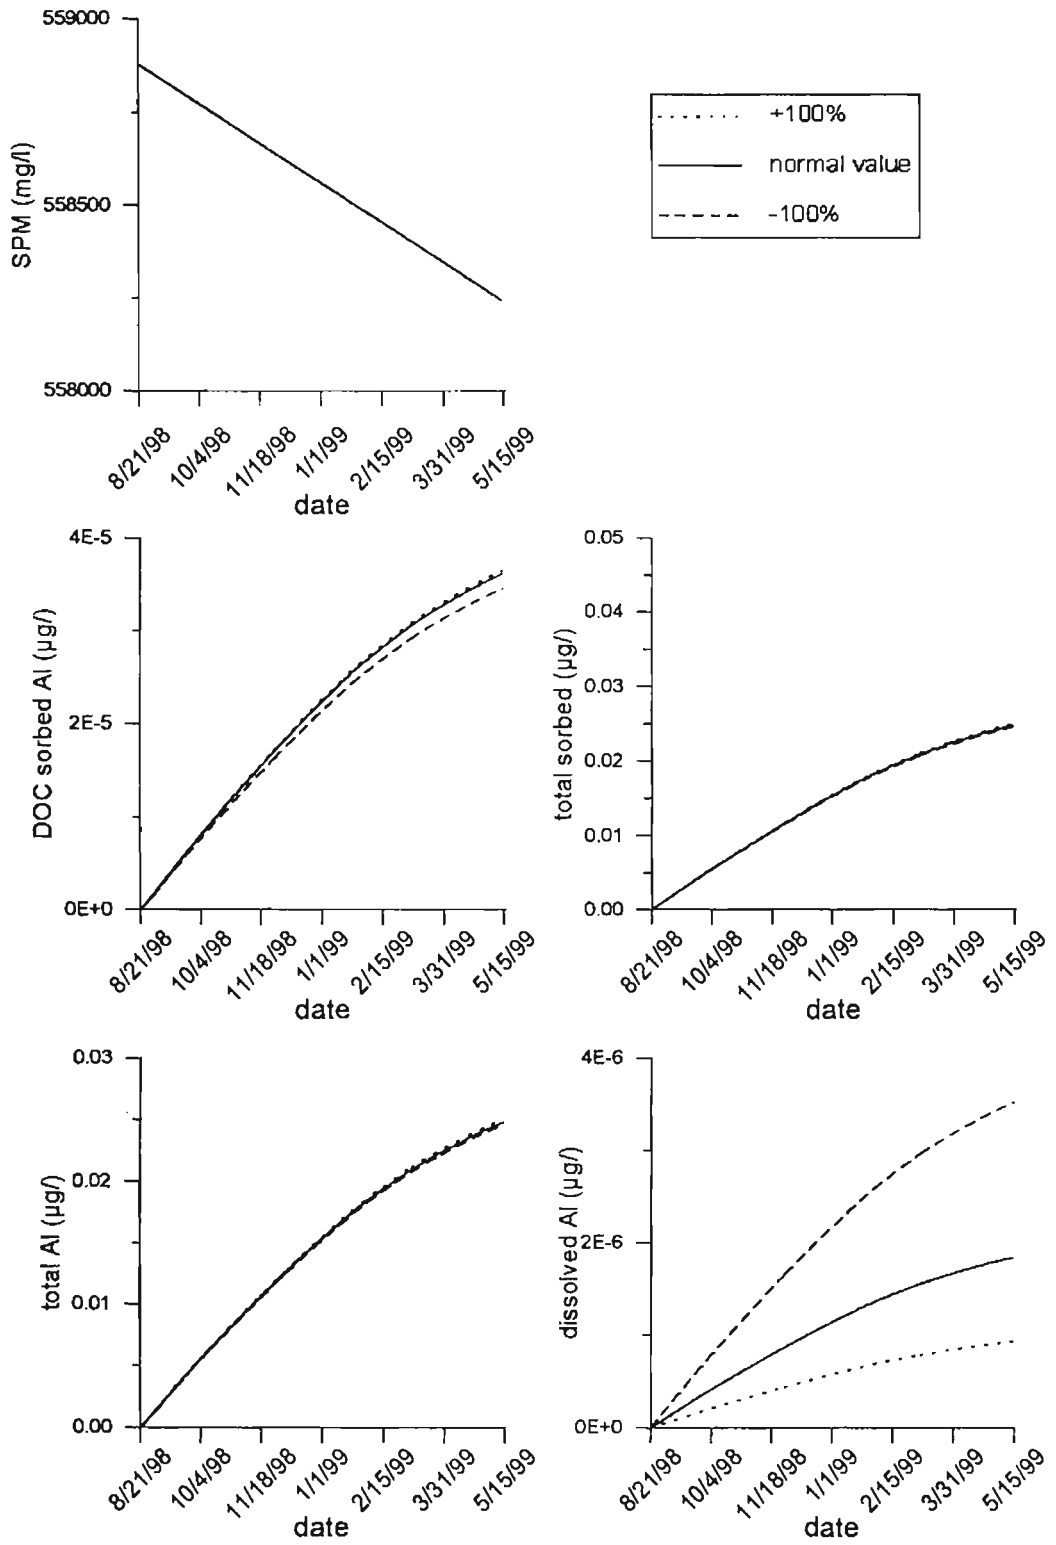 559000
558500
558000
SPM (mg/l)
8/21/98
10/4/98
11/18/98
1/1/99
2/15/99
3/31/99
5/15/99
date
+100%
normal value
-100%
4E-5
2E-5
0E+0
DOC sorbed Al (µg/)
8/21/98
10/4/98
11/18/98
1/1/99
2/15/99
3/31/99
5/15/99
date
0.05
0.04
0.03
0.02
0.01
0.00
total sorbed (µg/)
8/21/98
10/4/98
11/18/98
1/1/99
2/15/99
3/31/99
5/15/99
date
0.03
0.02
0.01
0.00
total Al (µg/)
8/21/98
10/4/98
11/18/98
1/1/99
2/15/99
3/31/99
5/15/99
date
4E-6
2E-6
0E+0
dissolved Al (µg/)
8/21/98
10/4/98
11/18/98
1/1/99
2/15/99
3/31/99
5/15/99
date